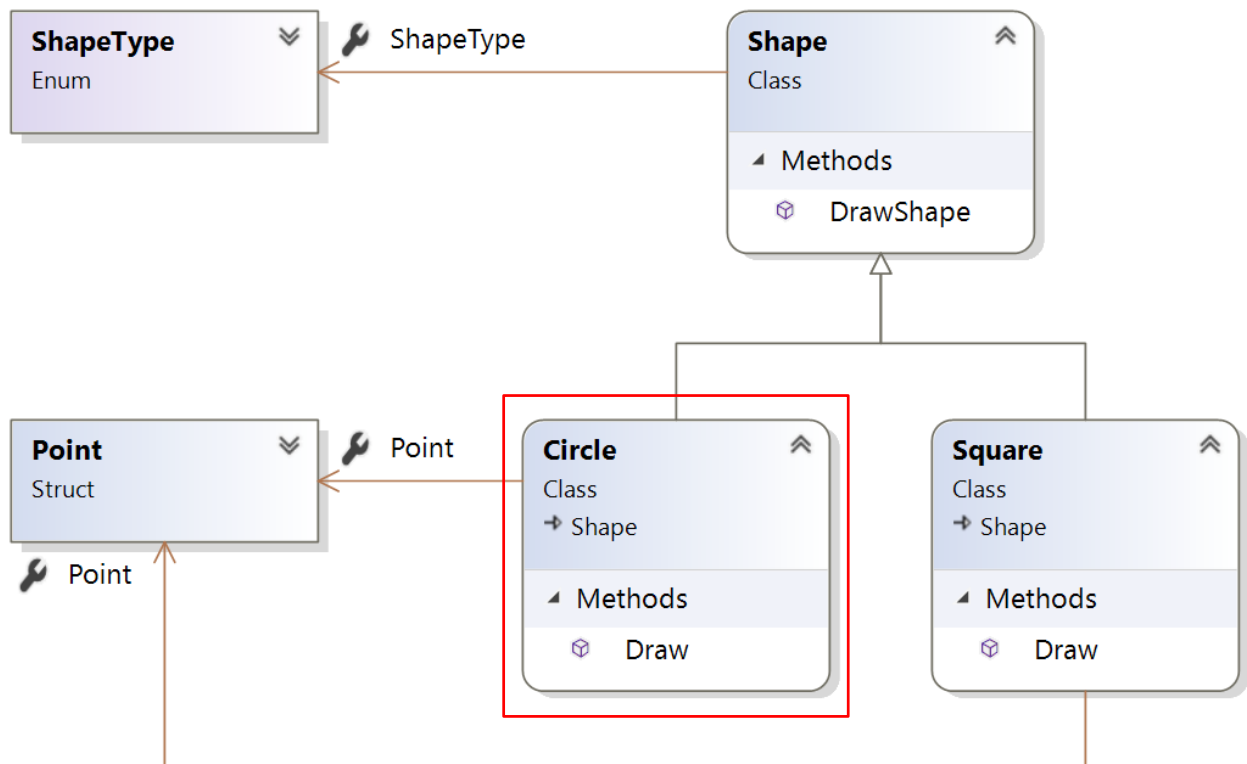 ShapeType
Enum
ShapeType
Shape
Class
Methods
DrawShape
Point
Struct
Point
Point
Circle
Class
Shape
Methods
Draw
Square
Class
Shape
Methods
Draw